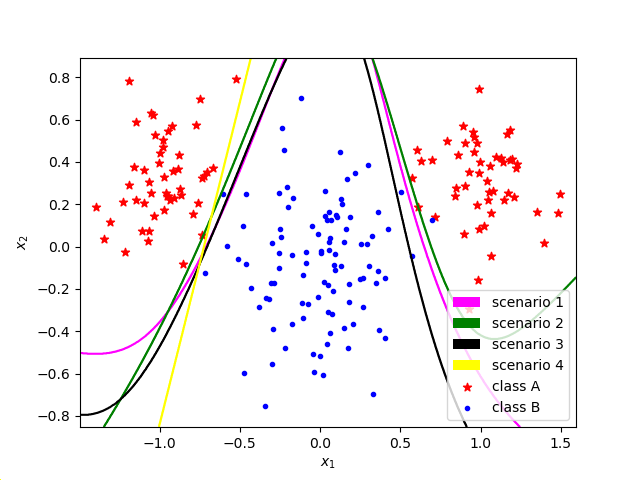 0.8
0.6
0.4
0.2
0.0
−0.2
−0.4
−0.6
−0.8
x₂
scenario 1
scenario 2
scenario 3
scenario 4
class A
class B
−1.0 −0.5 0.0 0.5 1.0 1.5
x₁